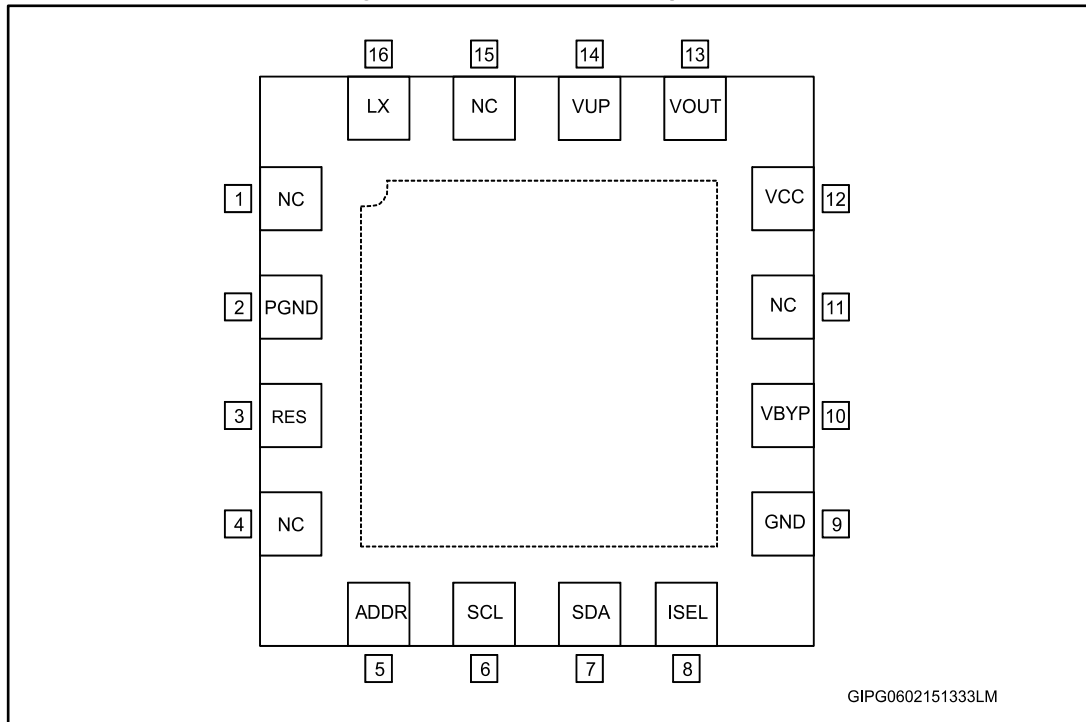 16 15 14 13
LX NC VUP VOUT
1 NC VCC 12
2 PGND NC 11
3 RES VBYP 10
4 NC GND 9
ADDR SCL SDA ISEL
5 6 7 8
GIPG0602151333LM